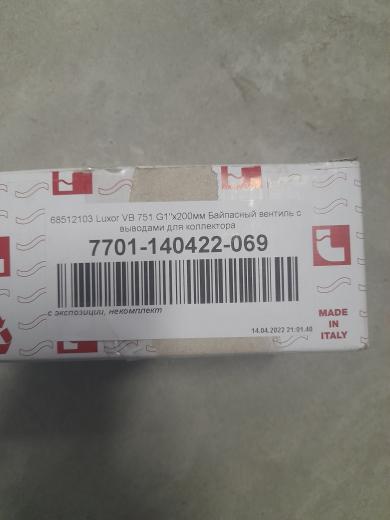 68512103 Luxor VB 751 G1"x200мм Байпасный вентиль с
выводами для коллектора
7701-140422-069
с экспозиции, некомплект
14.04.2022 21:01:40
MADE
IN
ITALY